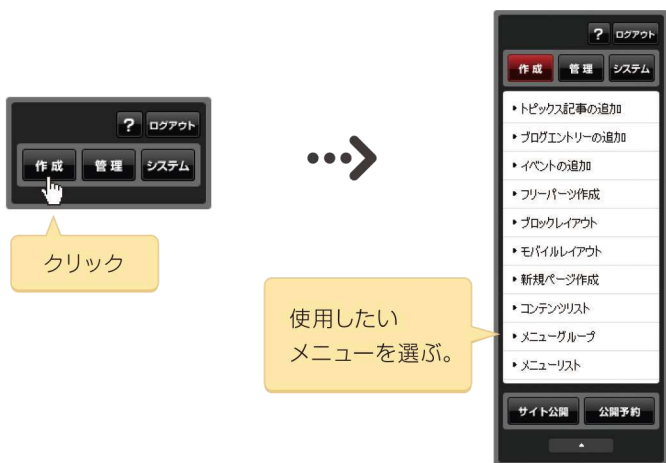 ? ログアウト
作成 管理 システム
クリック
? ログアウト
作成 管理 システム
トピックス記事の追加
ブログエントリーの追加
イベントの追加
フリーパーツ作成
ブロックレイアウト
モバイルレイアウト
新規ページ作成
コンテンツリスト
メニューグループ
メニューリスト
サイト公開 公開予約
使用したい
メニューを選ぶ。